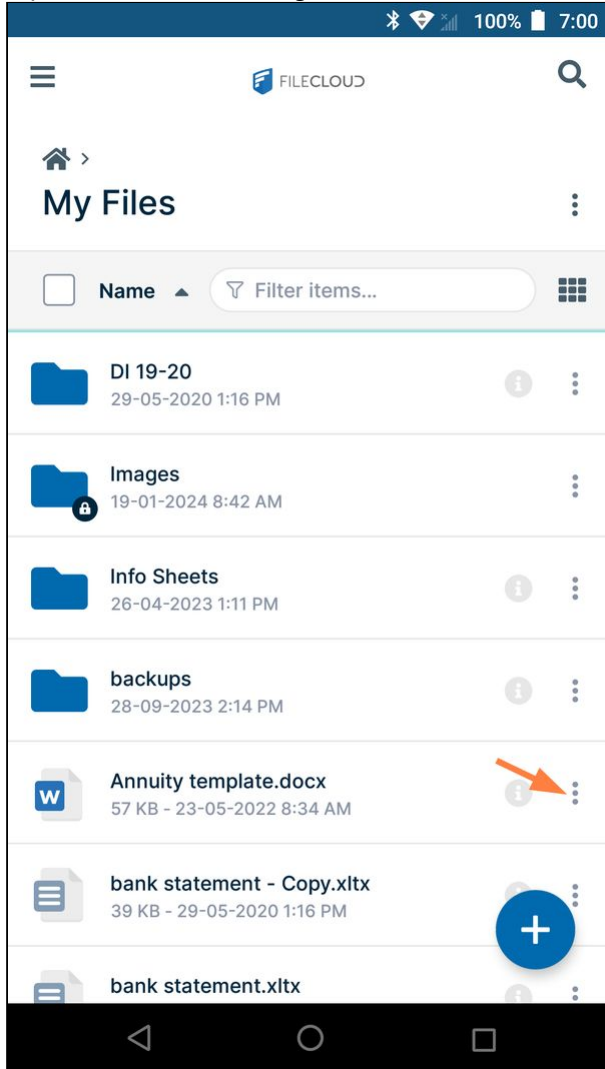 100% 7:00
FILECLOUD
My Files
Name Filter items...
DI 19-20
29-05-2020 1:16 PM
Images
19-01-2024 8:42 AM
Info Sheets
26-04-2023 1:11 PM
backups
28-09-2023 2:14 PM
W
Annuity template.docx
57 KB - 23-05-2022 8:34 AM
bank statement - Copy.xltx
39 KB - 29-05-2020 1:16 PM
bank statement.xltx